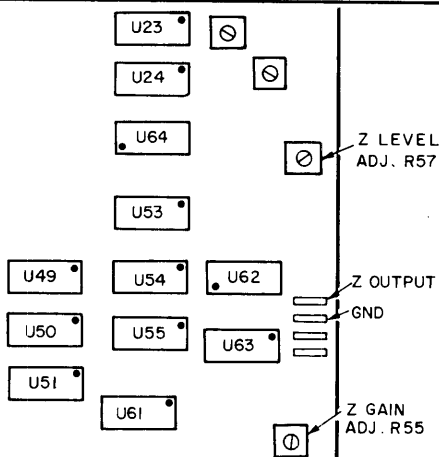 U23
U24
U64
Z LEVEL
ADJ. R57
U53
U49
U54
U62
Z OUTPUT
GND
U50
U55
U63
U51
U61
Z GAIN
ADJ. R55